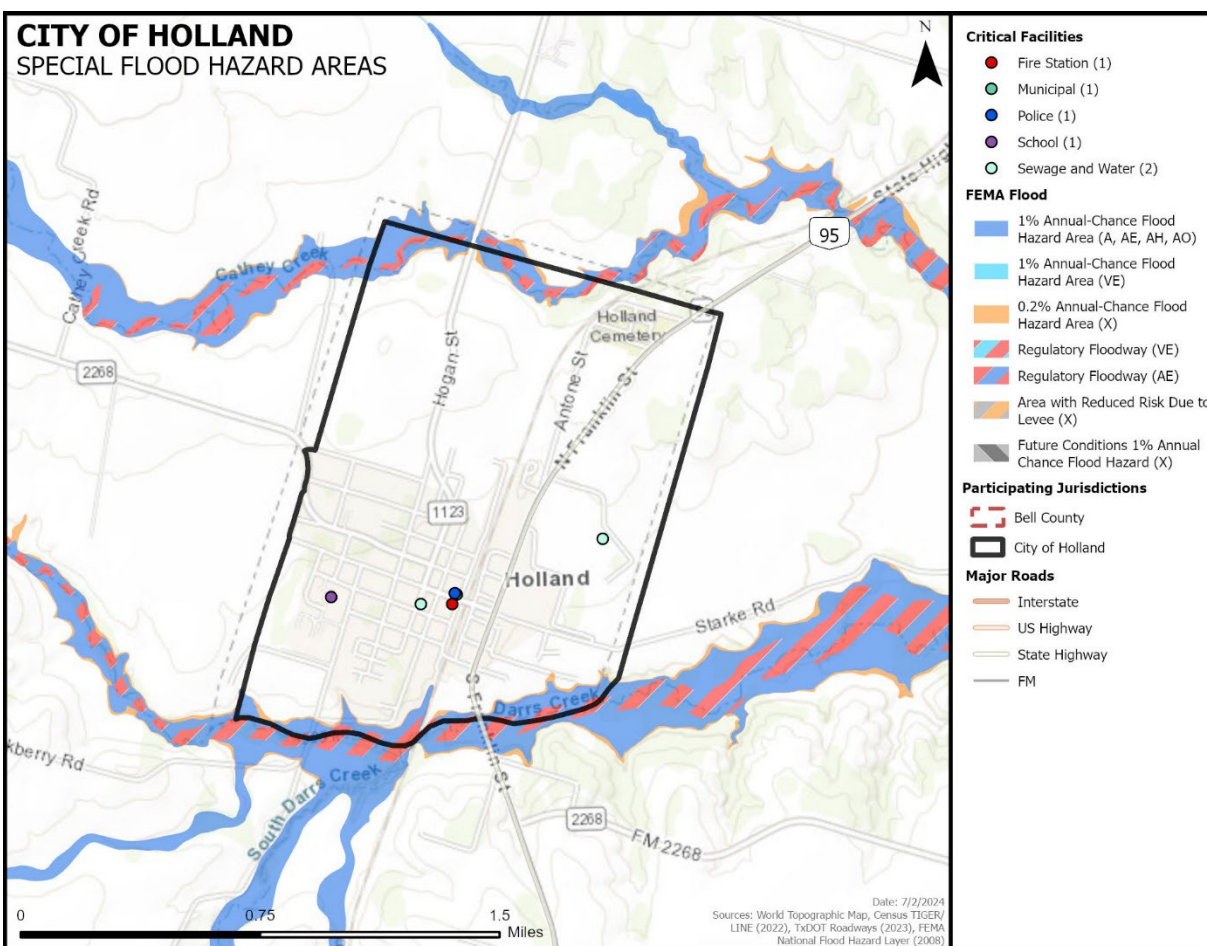 CITY OF HOLLAND
SPECIAL FLOOD HAZARD AREAS
N
State High
95
Cathey Creek Rd
Cathey Creek
2268
Hogan St
Holland
Cemetery
Antone St
N Franklin St
1123
Holland
Starke Rd
Darrs Creek
S Franklin St
kberry Rd
South Darrs Creek
2268
FM 2268
0
0.75
1.5
Miles
Date: 7/2/2024
Sources: World Topographic Map, Census TIGER/
LINE (2022), TxDOT Roadways (2023), FEMA
National Flood Hazard Layer (2008)
Critical Facilities
Fire Station (1)
Municipal (1)
Police (1)
School (1)
Sewage and Water (2)
FEMA Flood
1% Annual-Chance Flood
Hazard Area (A, AE, AH, AO)
1% Annual-Chance Flood
Hazard Area (VE)
0.2% Annual-Chance Flood
Hazard Area (X)
Regulatory Floodway (VE)
Regulatory Floodway (AE)
Area with Reduced Risk Due to
Levee (X)
Future Conditions 1% Annual
Chance Flood Hazard (X)
Participating Jurisdictions
Bell County
City of Holland
Major Roads
Interstate
US Highway
State Highway
FM